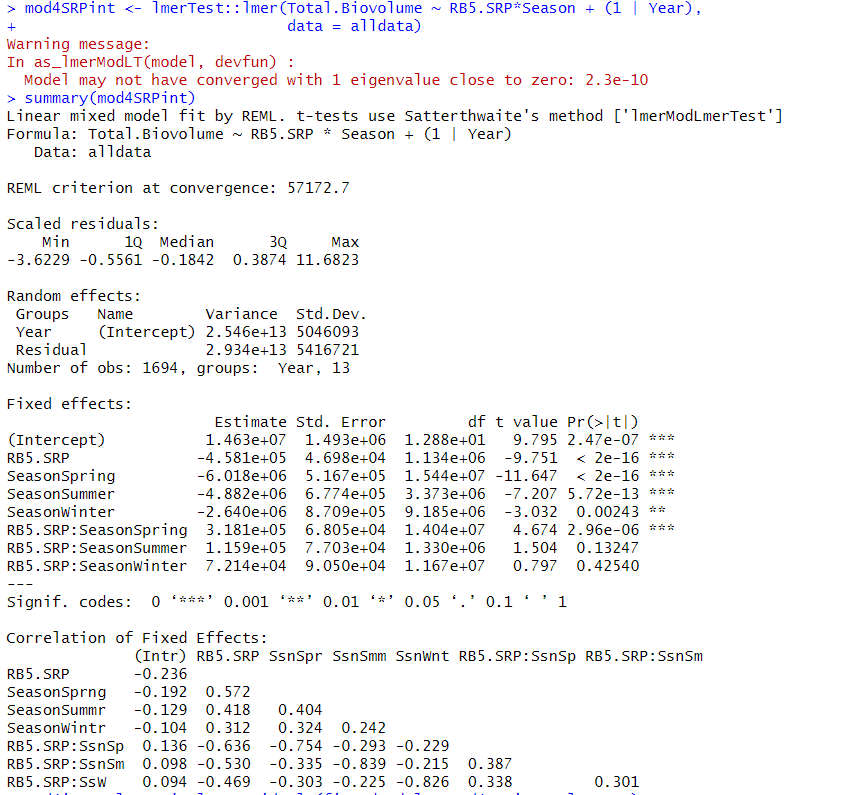 > mod4SRPint <- lmerTest::lmer(Total.Biovolume ~ RB5.SRP*Season + (1 | Year),
+                              data = alldata)
Warning message:
In as_lmerModLT(model, devfun) :
  Model may not have converged with 1 eigenvalue close to zero: 2.3e-10
> summary(mod4SRPint)
Linear mixed model fit by REML. t-tests use Satterthwaite's method ['lmerModLmerTest']
Formula: Total.Biovolume ~ RB5.SRP * Season + (1 | Year)
   Data: alldata

REML criterion at convergence: 57172.7

Scaled residuals:
    Min      1Q  Median      3Q     Max
-3.6229 -0.5561 -0.1842  0.3874 11.6823

Random effects:
 Groups   Name        Variance  Std.Dev.
 Year     (Intercept) 2.546e+13 5046093
 Residual             2.934e+13 5416721
Number of obs: 1694, groups:  Year, 13

Fixed effects:
                       Estimate Std. Error         df t value Pr(>|t|)
(Intercept)           1.463e+07  1.493e+06  1.288e+01   9.795 2.47e-07 ***
RB5.SRP              -4.581e+05  4.698e+04  1.134e+06  -9.751  < 2e-16 ***
SeasonSpring         -6.018e+06  5.167e+05  1.544e+07 -11.647  < 2e-16 ***
SeasonSummer         -4.882e+06  6.774e+05  3.373e+06  -7.207 5.72e-13 ***
SeasonWinter         -2.640e+06  8.709e+05  9.185e+06  -3.032  0.00243 **
RB5.SRP:SeasonSpring  3.181e+05  6.805e+04  1.404e+07   4.674 2.96e-06 ***
RB5.SRP:SeasonSummer  1.159e+05  7.703e+04  1.330e+06   1.504  0.13247
RB5.SRP:SeasonWinter  7.214e+04  9.050e+04  1.167e+07   0.797  0.42540
---
Signif. codes:  0 ‘***’ 0.001 ‘**’ 0.01 ‘*’ 0.05 ‘.’ 0.1 ‘ ’ 1

Correlation of Fixed Effects:
              (Intr) RB5.SRP SsnSpr SsnSmm SsnWnt RB5.SRP:SsnSp RB5.SRP:SsnSm
RB5.SRP       -0.236
SeasonSprng   -0.192  0.572
SeasonSummr   -0.129  0.418   0.404
SeasonWintr   -0.104  0.312   0.324  0.242
RB5.SRP:SsnSp  0.136 -0.636  -0.754 -0.293 -0.229
RB5.SRP:SsnSm  0.098 -0.530  -0.335 -0.839 -0.215  0.387
RB5.SRP:SsW    0.094 -0.469  -0.303 -0.225 -0.826  0.338         0.301